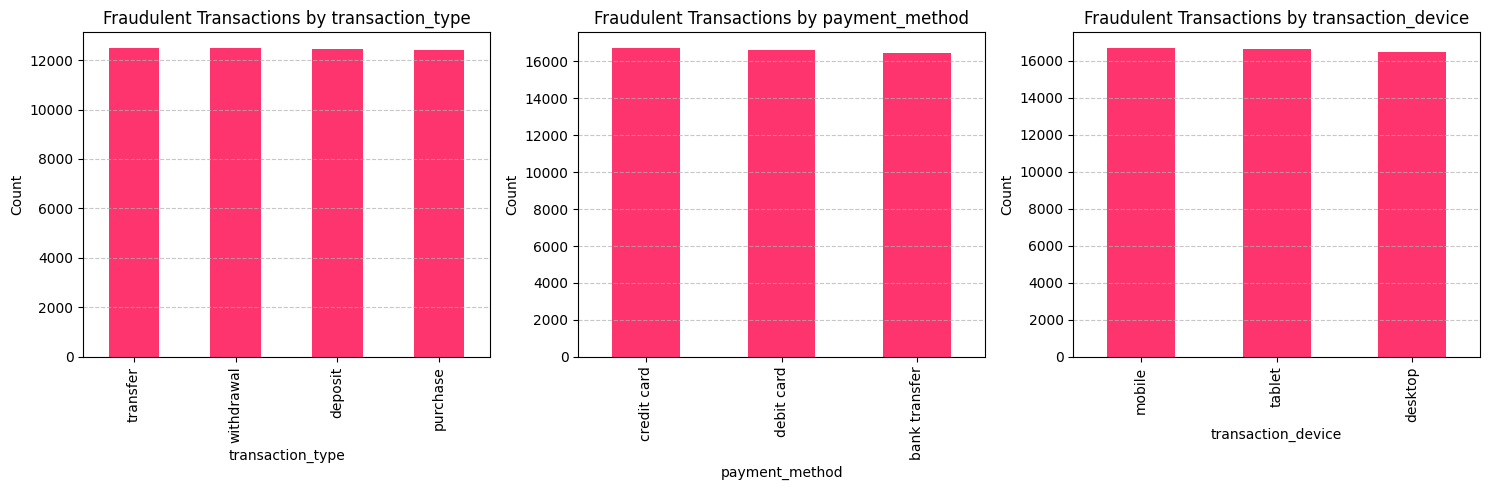 Fraudulent Transactions by transaction_type
Count
12000
10000
8000
6000
4000
2000
0
transfer
withdrawal
deposit
purchase
transaction_type
Fraudulent Transactions by payment_method
Count
16000
14000
12000
10000
8000
6000
4000
2000
0
credit card
debit card
bank transfer
payment_method
Fraudulent Transactions by transaction_device
Count
16000
14000
12000
10000
8000
6000
4000
2000
0
mobile
tablet
desktop
transaction_device